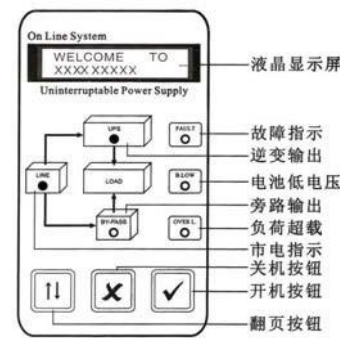 On Line System
WELCOME TO
XXXX XXXXX
液晶显示屏
Uninterruptable Power Supply
UPS
FAULT
故障指示
逆变输出
LINE
LOAD
B.LOW
电池低电压
旁路输出
BY-PASS
OVER L.
负荷超载
市电指示
关机按钮
开机按钮
翻页按钮